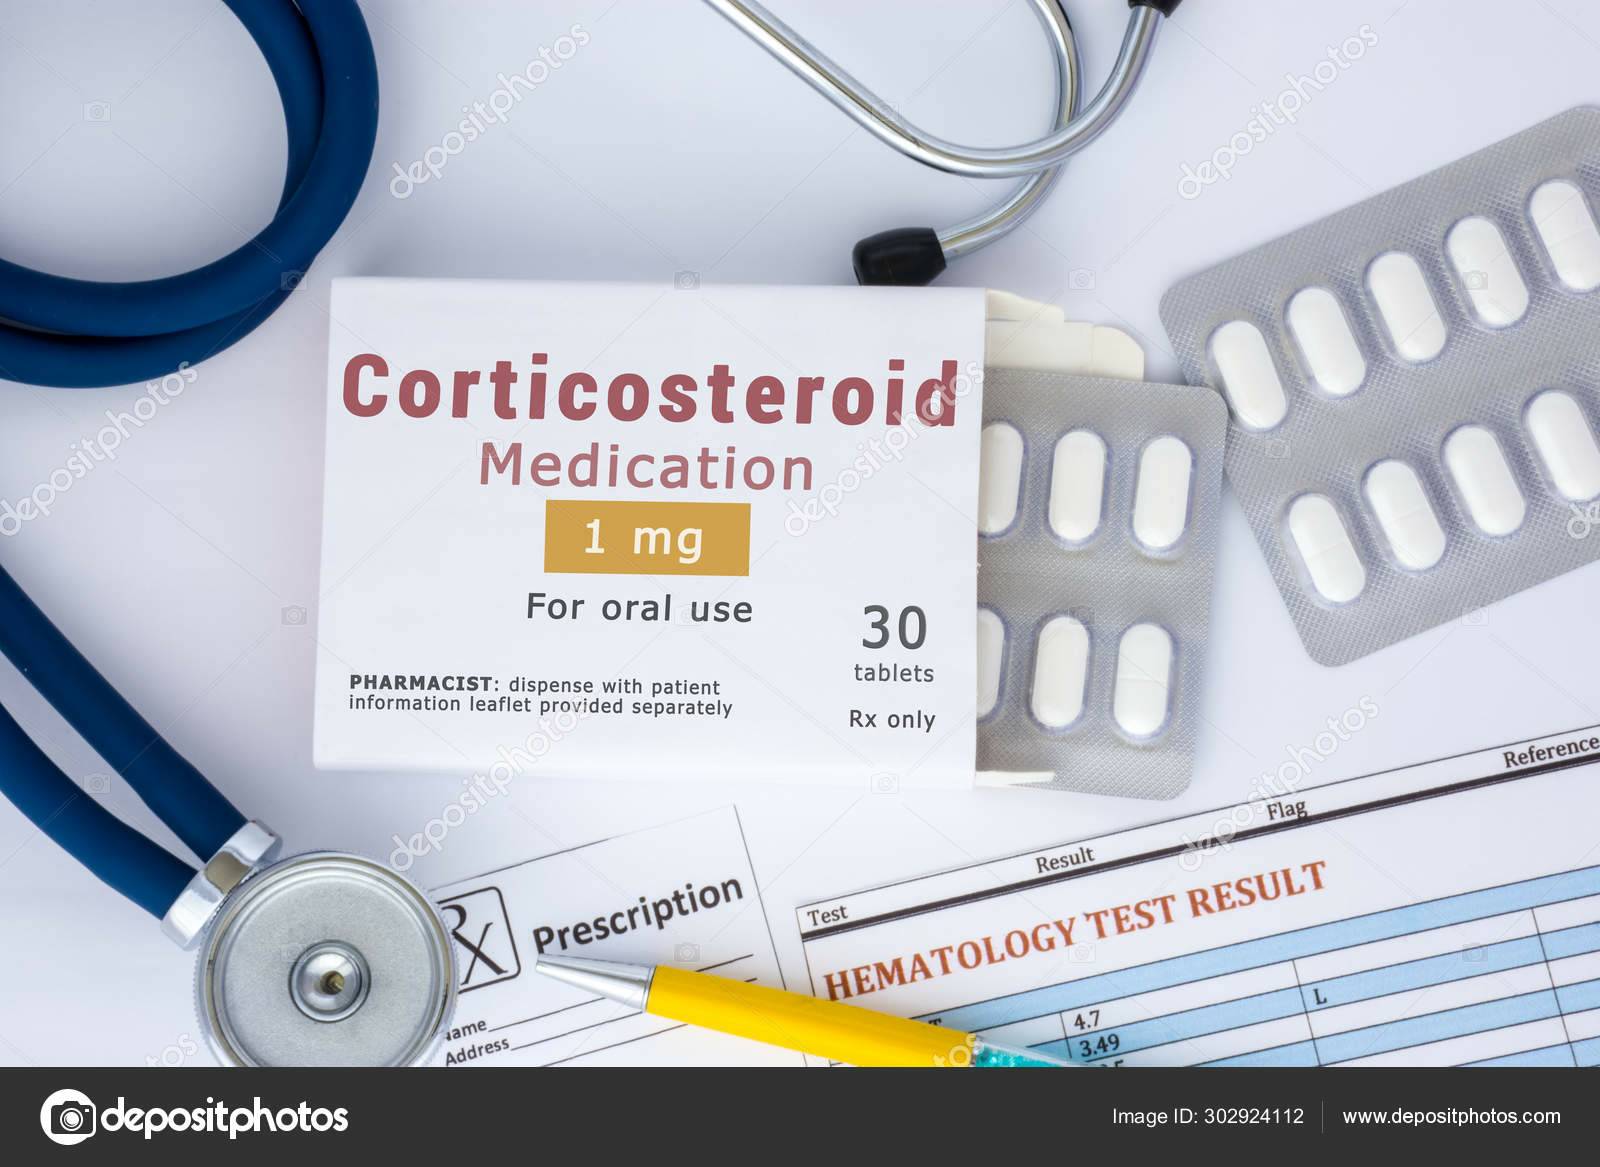 Corticosteroid
Medication
1 mg
For oral use
30
tablets
PHARMACIST: dispense with patient
information leaflet provided separately
Rx only
Reference
Flag
Result
Test
HEMATOLOGY TEST RESULT
L
4.7
3.49
Rx
Prescription
Name
Address
depositphotos
Image ID: 302924112
www.depositphotos.com